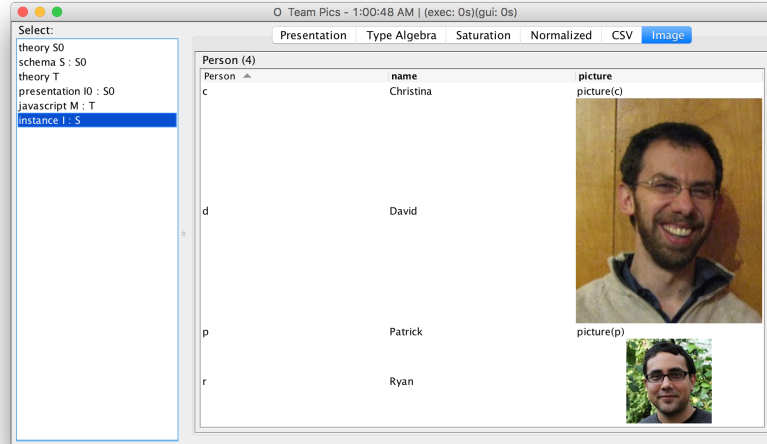 O Team Pics - 1:00:48 AM | (exec: 0s)(gui: 0s)
Select:
Presentation Type Algebra Saturation Normalized CSV Image
theory S0
schema S : S0
theory T
presentation I0 : S0
javascript M : T
instance I : S
Person (4)
Person name picture
c Christina picture(c)
d David
p Patrick picture(p)
r Ryan